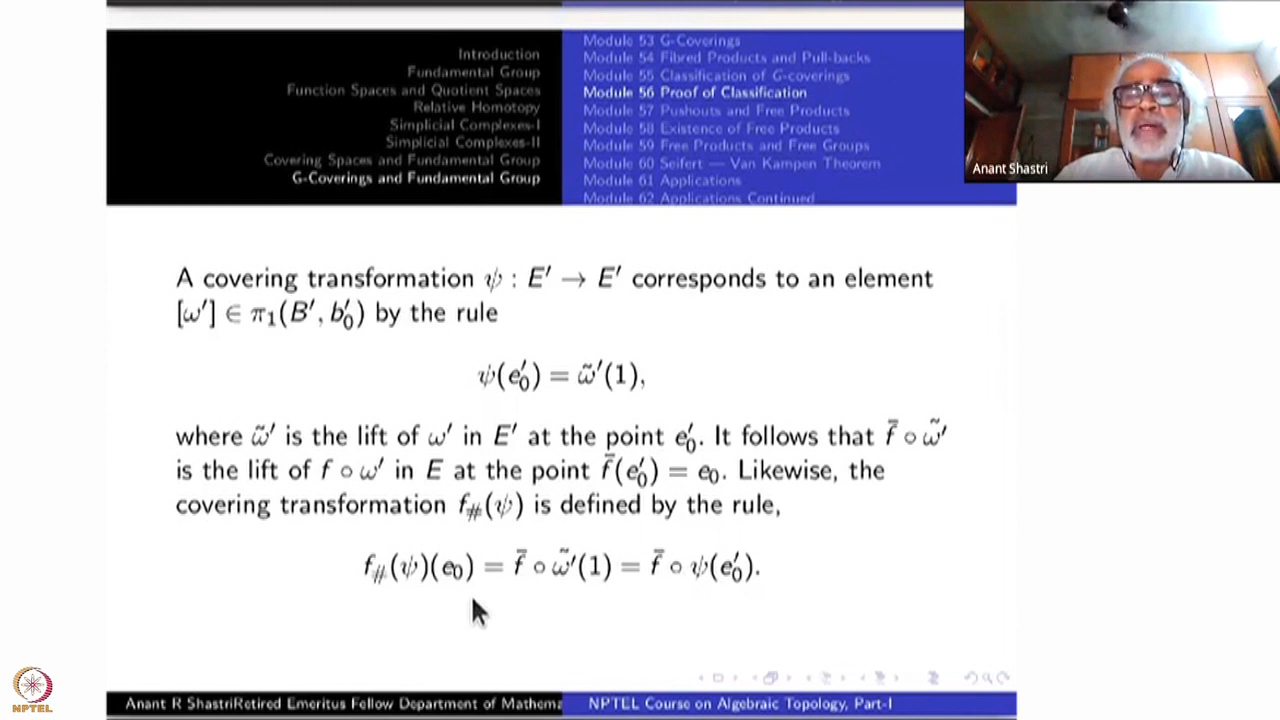 Introduction
Fundamental Group
Function Spaces and Quotient Spaces
Relative Homotopy
Simplicial Complexes-I
Simplicial Complexes-II
Covering Spaces and Fundamental Group
G-Coverings and Fundamental Group
Module 53 G-Coverings
Module 54 Fibred Products and Pull-backs
Module 55 Classification of G-coverings
Module 56 Proof of Classification
Module 57 Pushouts and Free Products
Module 58 Existence of Free Products
Module 59 Free Products and Free Groups
Module 60 Seifert — Van Kampen Theorem
Module 61 Applications
Module 62 Applications Continued
Anant Shastri
A covering transformation ψ : E′ → E′ corresponds to an element
[ω′] ∈ π₁(B′, b′₀) by the rule
ψ(e′₀) = ω̃′(1),
where ω̃′ is the lift of ω′ in E′ at the point e′₀. It follows that f̄ ∘ ω̃′
is the lift of f ∘ ω′ in E at the point f̄(e′₀) = e₀. Likewise, the
covering transformation f#(ψ) is defined by the rule,
f#(ψ)(e₀) = f̄ ∘ ω̃′(1) = f̄ ∘ ψ(e′₀).
NPTEL
Anant R ShastriRetired Emeritus Fellow Department of Mathema
NPTEL Course on Algebraic Topology, Part-I